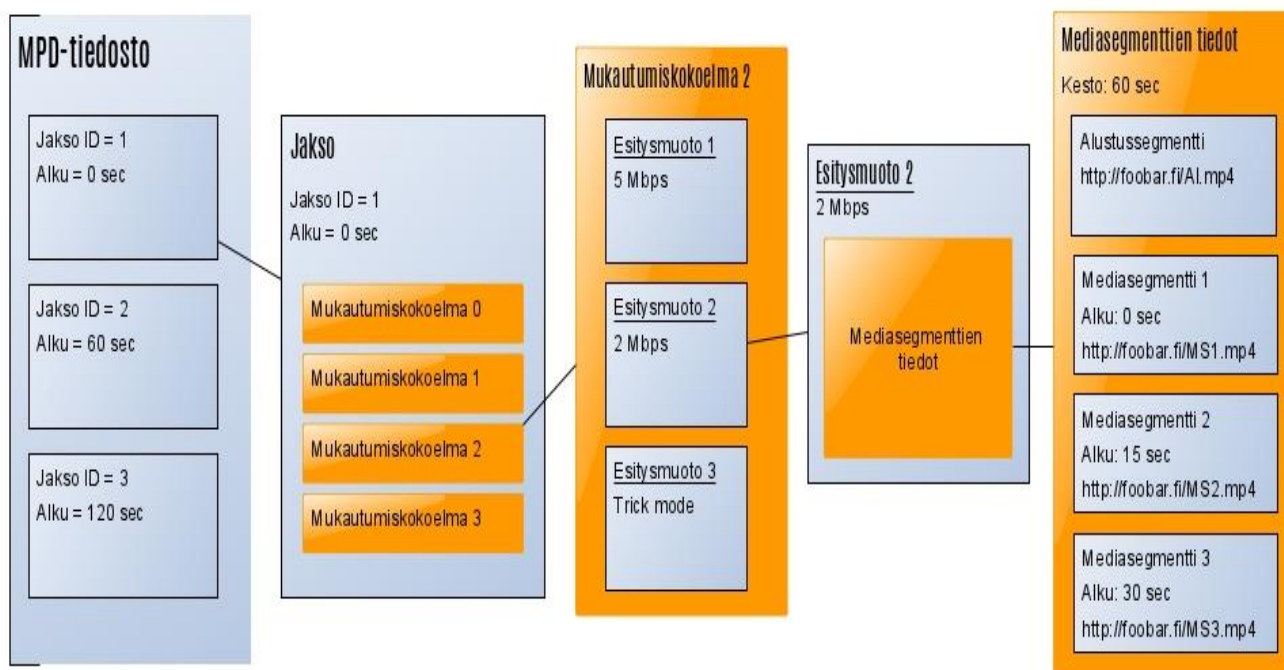 MPD-tiedosto
Jakso ID = 1
Alku = 0 sec
Jakso ID = 2
Alku = 60 sec
Jakso ID = 3
Alku = 120 sec
Jakso
Jakso ID = 1
Alku = 0 sec
Mukautumiskokoelma 0
Mukautumiskokoelma 1
Mukautumiskokoelma 2
Mukautumiskokoelma 3
Mukautumiskokoelma 2
Esitysmuoto 1
5 Mbps
Esitysmuoto 2
2 Mbps
Esitysmuoto 3
Trick mode
Esitysmuoto 2
2 Mbps
Mediasegmenttien
tiedot
Mediasegmenttien tiedot
Kesto: 60 sec
Alustussegmentti
http://foobar.fi/AI.mp4
Mediasegmentti 1
Alku: 0 sec
http://foobar.fi/MS1.mp4
Mediasegmentti 2
Alku: 15 sec
http://foobar.fi/MS2.mp4
Mediasegmentti 3
Alku: 30 sec
http://foobar.fi/MS3.mp4